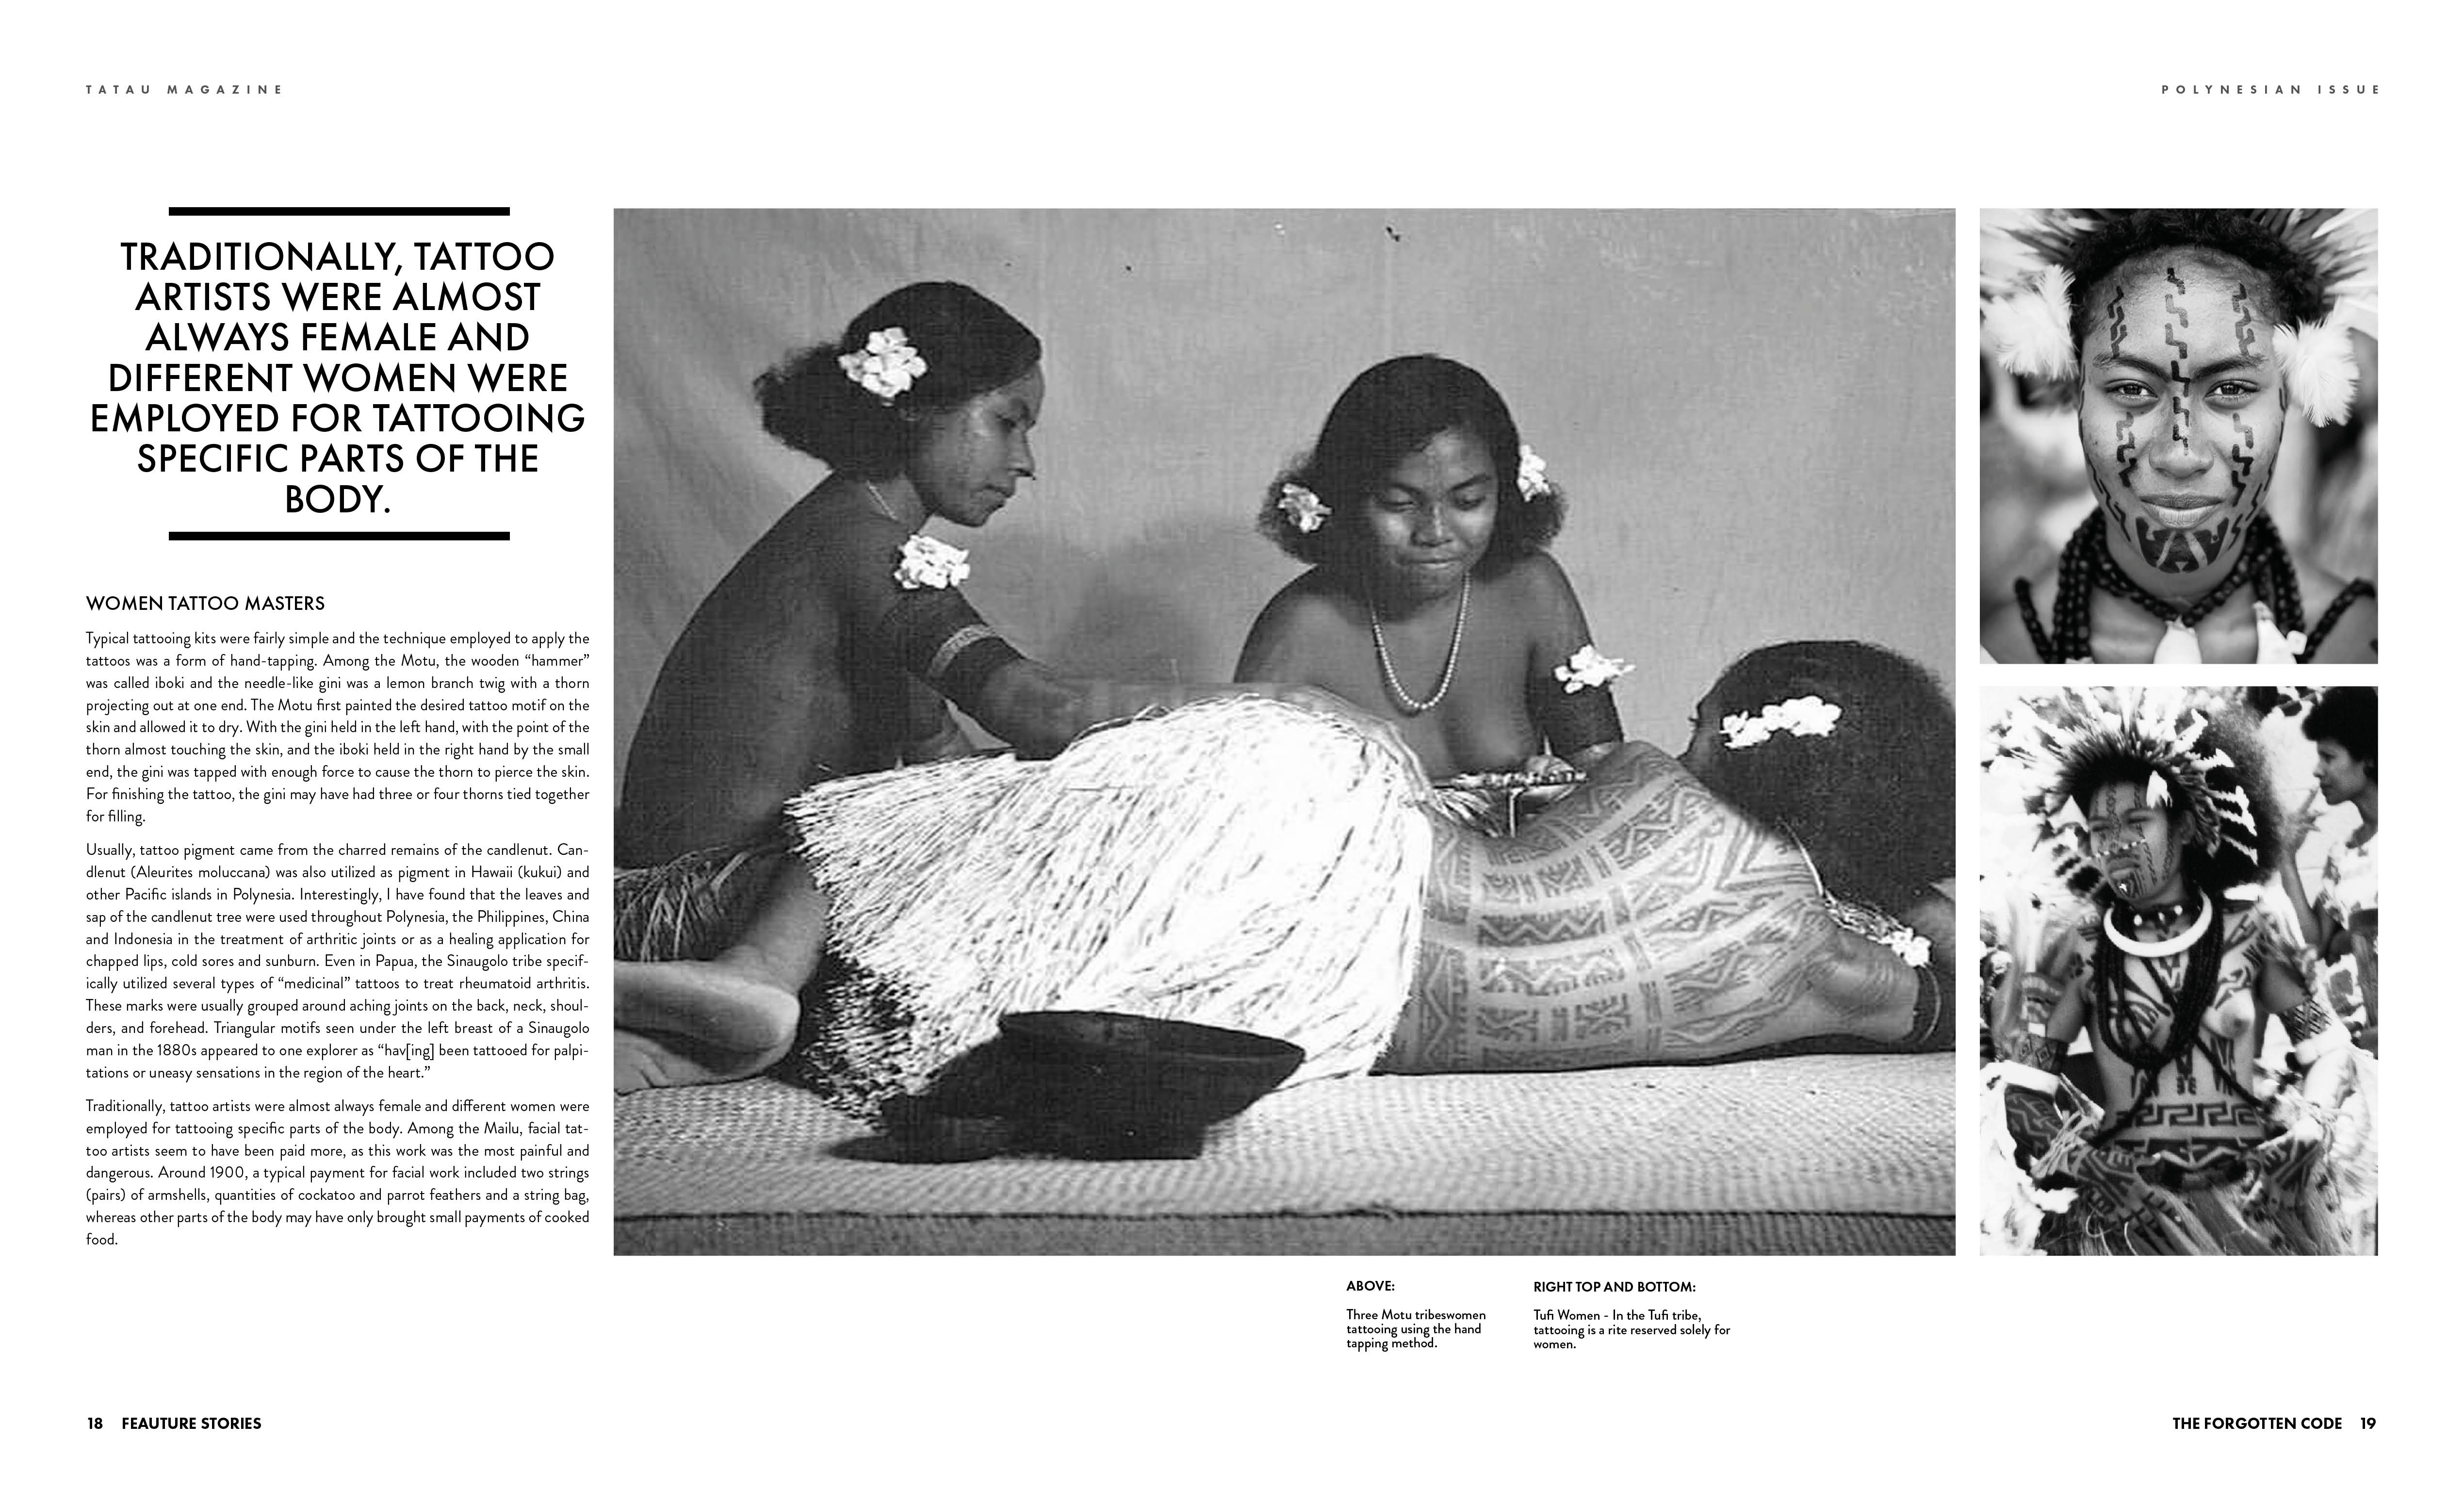 TATAU MAGAZINE
POLYNESIAN ISSUE
TRADITIONALLY, TATTOO
ARTISTS WERE ALMOST
ALWAYS FEMALE AND
DIFFERENT WOMEN WERE
EMPLOYED FOR TATTOOING
SPECIFIC PARTS OF THE
BODY.
WOMEN TATTOO MASTERS
Typical tattooing kits were fairly simple and the technique employed to apply the
tattoos was a form of hand-tapping. Among the Motu, the wooden “hammer”
was called iboki and the needle-like gini was a lemon branch twig with a thorn
projecting out at one end. The Motu first painted the desired tattoo motif on the
skin and allowed it to dry. With the gini held in the left hand, with the point of the
thorn almost touching the skin, and the iboki held in the right hand by the small
end, the gini was tapped with enough force to cause the thorn to pierce the skin.
For finishing the tattoo, the gini may have had three or four thorns tied together
for filling.
Usually, tattoo pigment came from the charred remains of the candlenut. Can-
dlenut (Aleurites moluccana) was also utilized as pigment in Hawaii (kukui) and
other Pacific islands in Polynesia. Interestingly, I have found that the leaves and
sap of the candlenut tree were used throughout Polynesia, the Philippines, China
and Indonesia in the treatment of arthritic joints or as a healing application for
chapped lips, cold sores and sunburn. Even in Papua, the Sinaugolo tribe specif-
ically utilized several types of “medicinal” tattoos to treat rheumatoid arthritis.
These marks were usually grouped around aching joints on the back, neck, shoul-
ders, and forehead. Triangular motifs seen under the left breast of a Sinaugolo
man in the 1880s appeared to one explorer as “hav[ing] been tattooed for palpi-
tations or uneasy sensations in the region of the heart.”
Traditionally, tattoo artists were almost always female and different women were
employed for tattooing specific parts of the body. Among the Mailu, facial tat-
too artists seem to have been paid more, as this work was the most painful and
dangerous. Around 1900, a typical payment for facial work included two strings
(pairs) of armshells, quantities of cockatoo and parrot feathers and a string bag,
whereas other parts of the body may have only brought small payments of cooked
food.
ABOVE:
Three Motu tribeswomen
tattooing using the hand
tapping method.
RIGHT TOP AND BOTTOM:
Tufi Women - In the Tufi tribe,
tattooing is a rite reserved solely for
women.
18 FEAUTURE STORIES
THE FORGOTTEN CODE 19